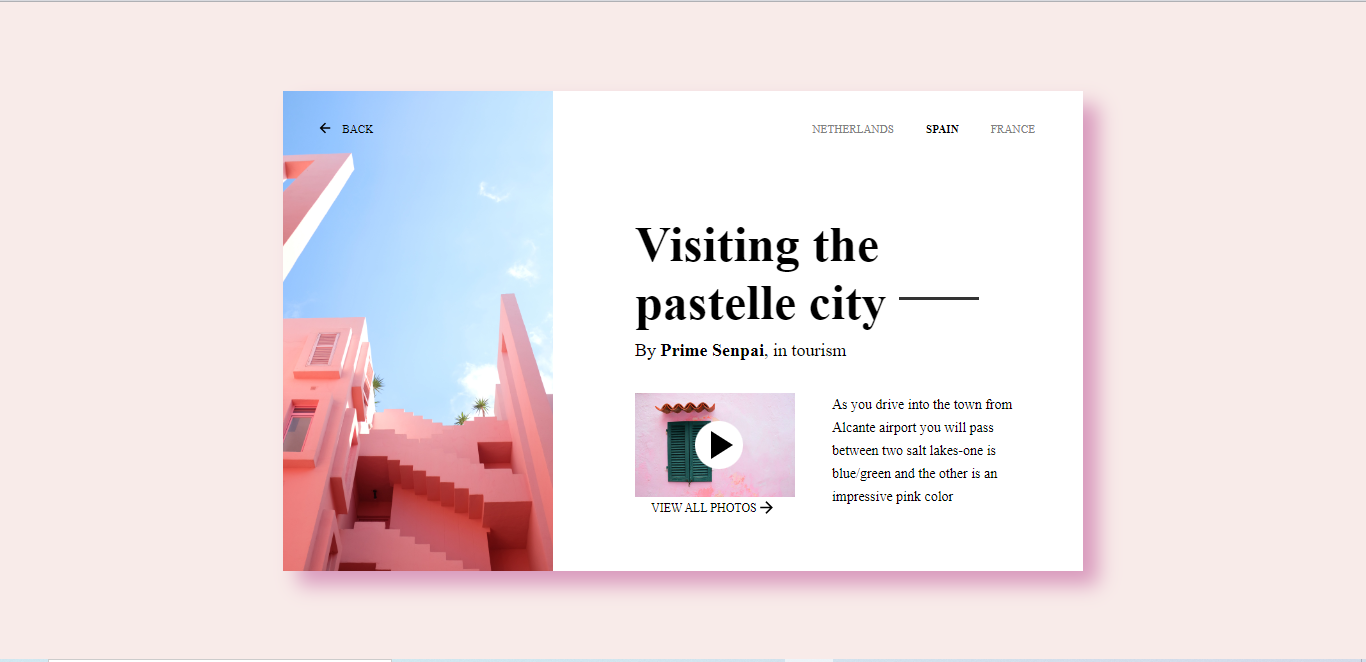 BACK
NETHERLANDS SPAIN FRANCE
Visiting the
pastelle city
By Prime Senpai, in tourism
As you drive into the town from
Alcante airport you will pass
between two salt lakes-one is
blue/green and the other is an
impressive pink color
VIEW ALL PHOTOS